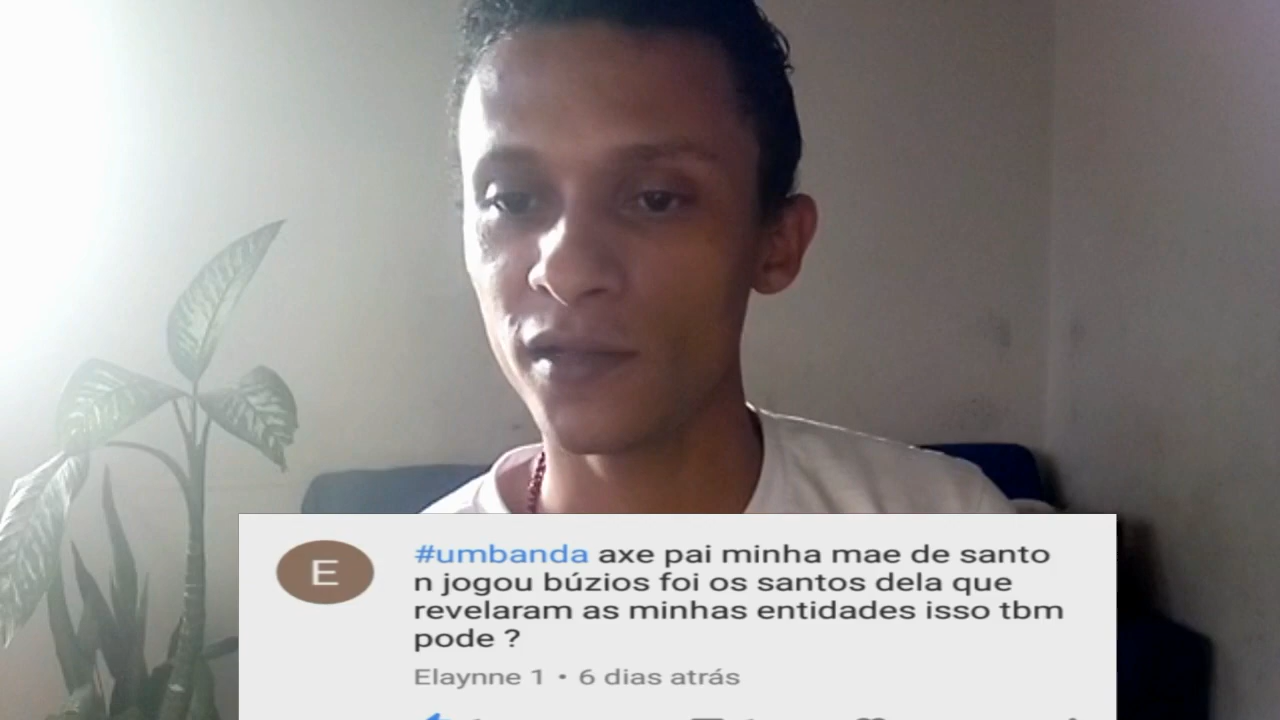 E
#umbanda axe pai minha mae de santo
n jogou búzios foi os santos dela que
revelaram as minhas entidades isso tbm
pode ?
Elaynne 1 • 6 dias atrás